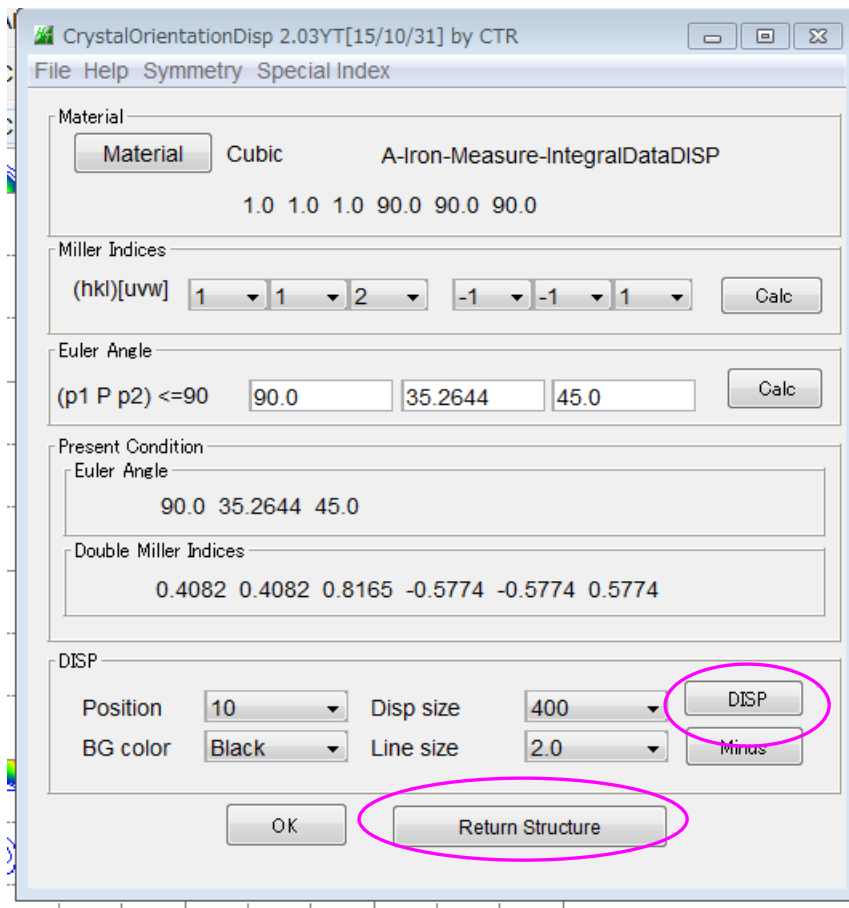 CrystalOrientationDisp 2.03YT[15/10/31] by CTR
File Help Symmetry Special Index
Material
Material Cubic A-Iron-Measure-IntegralDataDISP
1.0 1.0 1.0 90.0 90.0 90.0
Miller Indices
(hkl)[uvw] 1 1 2 -1 -1 1 Calc
Euler Angle
(p1 P p2) <=90 90.0 35.2644 45.0 Calc
Present Condition
Euler Angle
90.0 35.2644 45.0
Double Miller Indices
0.4082 0.4082 0.8165 -0.5774 -0.5774 0.5774
DISP
Position 10 Disp size 400 DISP
BG color Black Line size 2.0 Minus
OK Return Structure